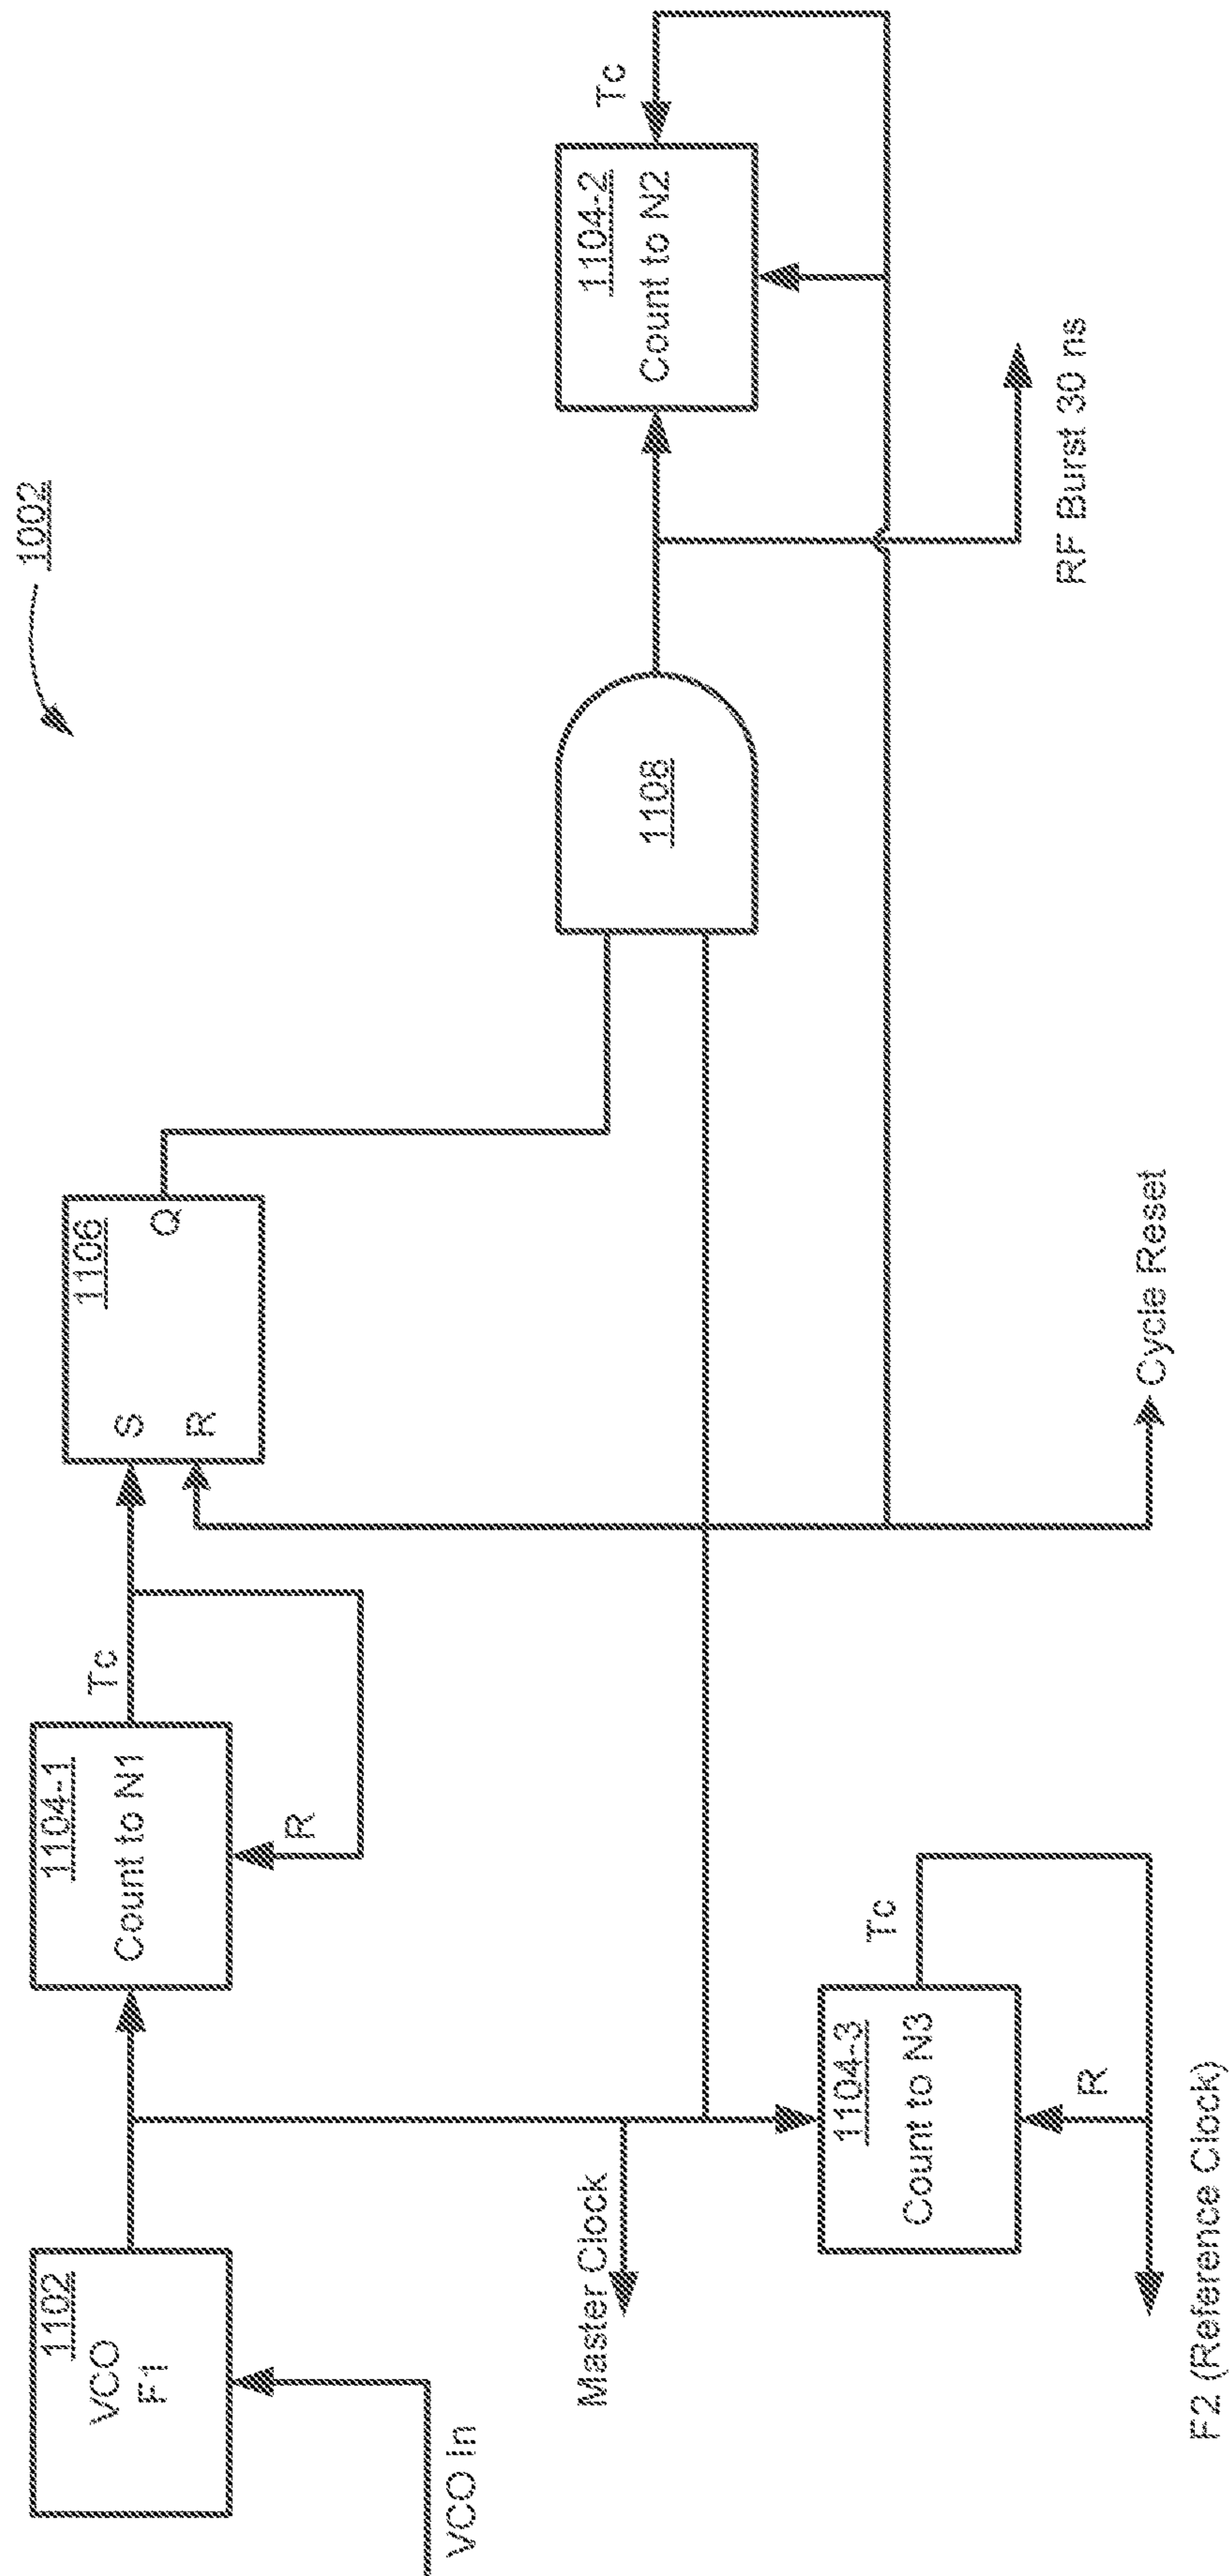 1002
1102
VCO
F1
VCO In
1104-1
Count to N1
Tc
R
1106
S
R
Q
Master Clock
1108
1104-2
Count to N2
Tc
1104-3
Count to N3
Tc
R
RF Burst 30 ns
Cycle Reset
F2 (Reference Clock)